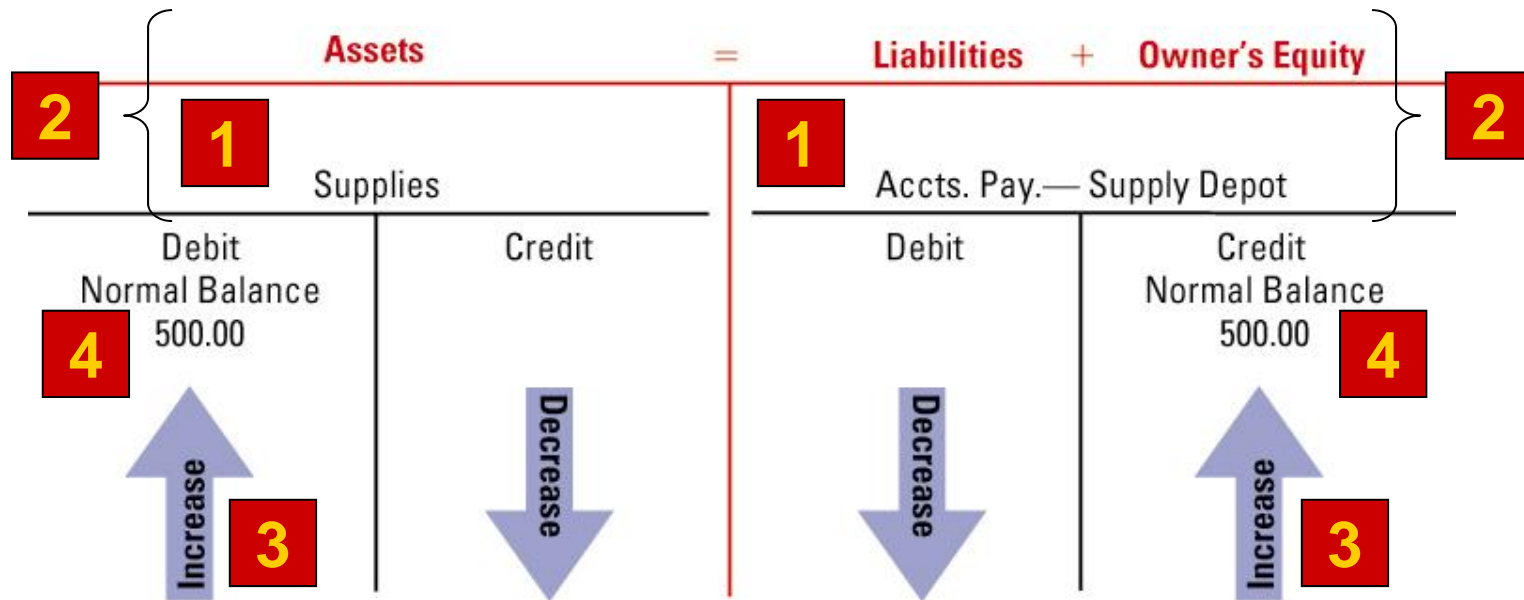 Assets = Liabilities + Owner's Equity
2 1 1 2
Supplies Accts. Pay.— Supply Depot
Debit Credit Debit Credit
Normal Balance Normal Balance
4 500.00 500.00 4
Increase Decrease Decrease Increase
3 3